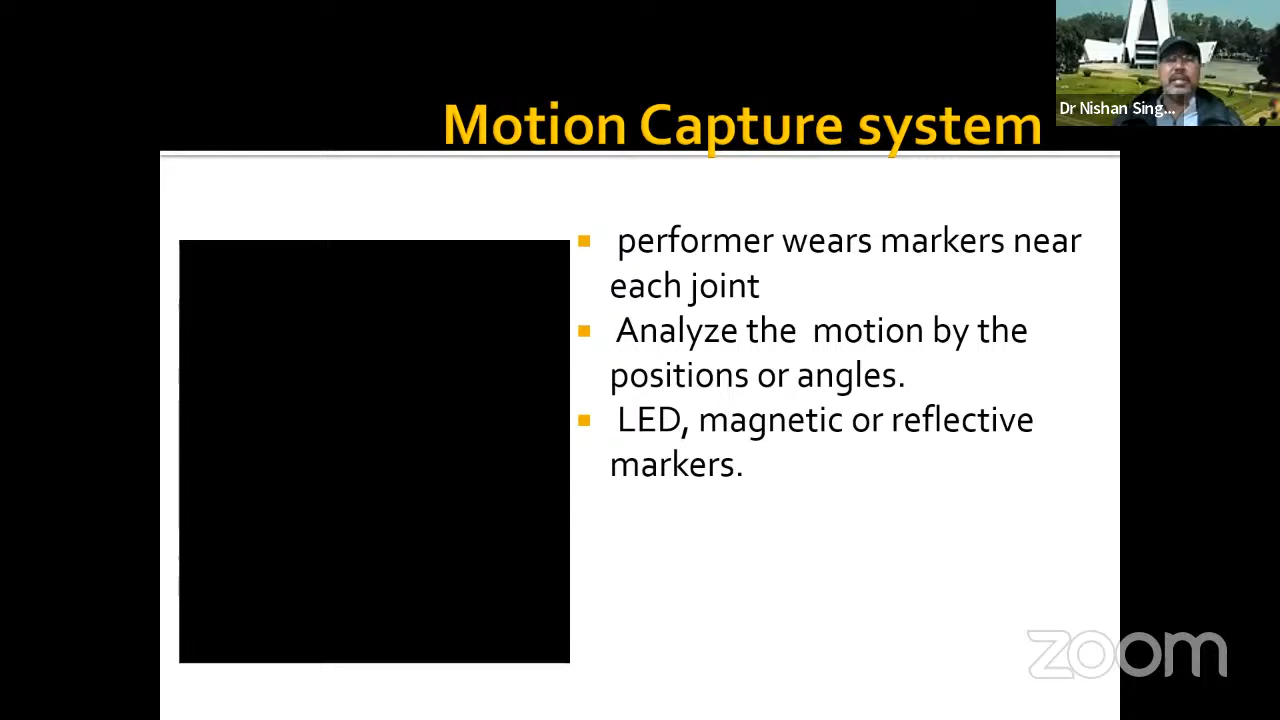 Motion Capture system
Dr Nishan Sing...
performer wears markers near
each joint
Analyze the  motion by the
positions or angles.
LED, magnetic or reflective
markers.
zoom